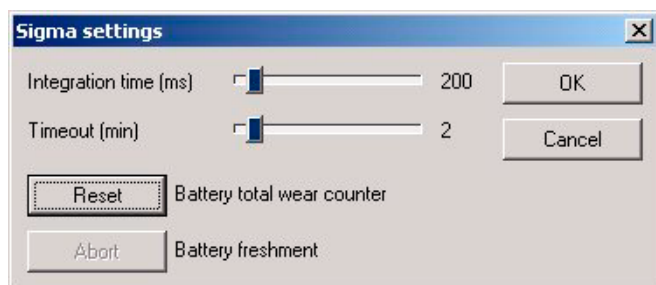 Sigma settings
Integration time (ms) 200 OK
Timeout (min) 2 Cancel
Reset Battery total wear counter
Abort Battery freshment